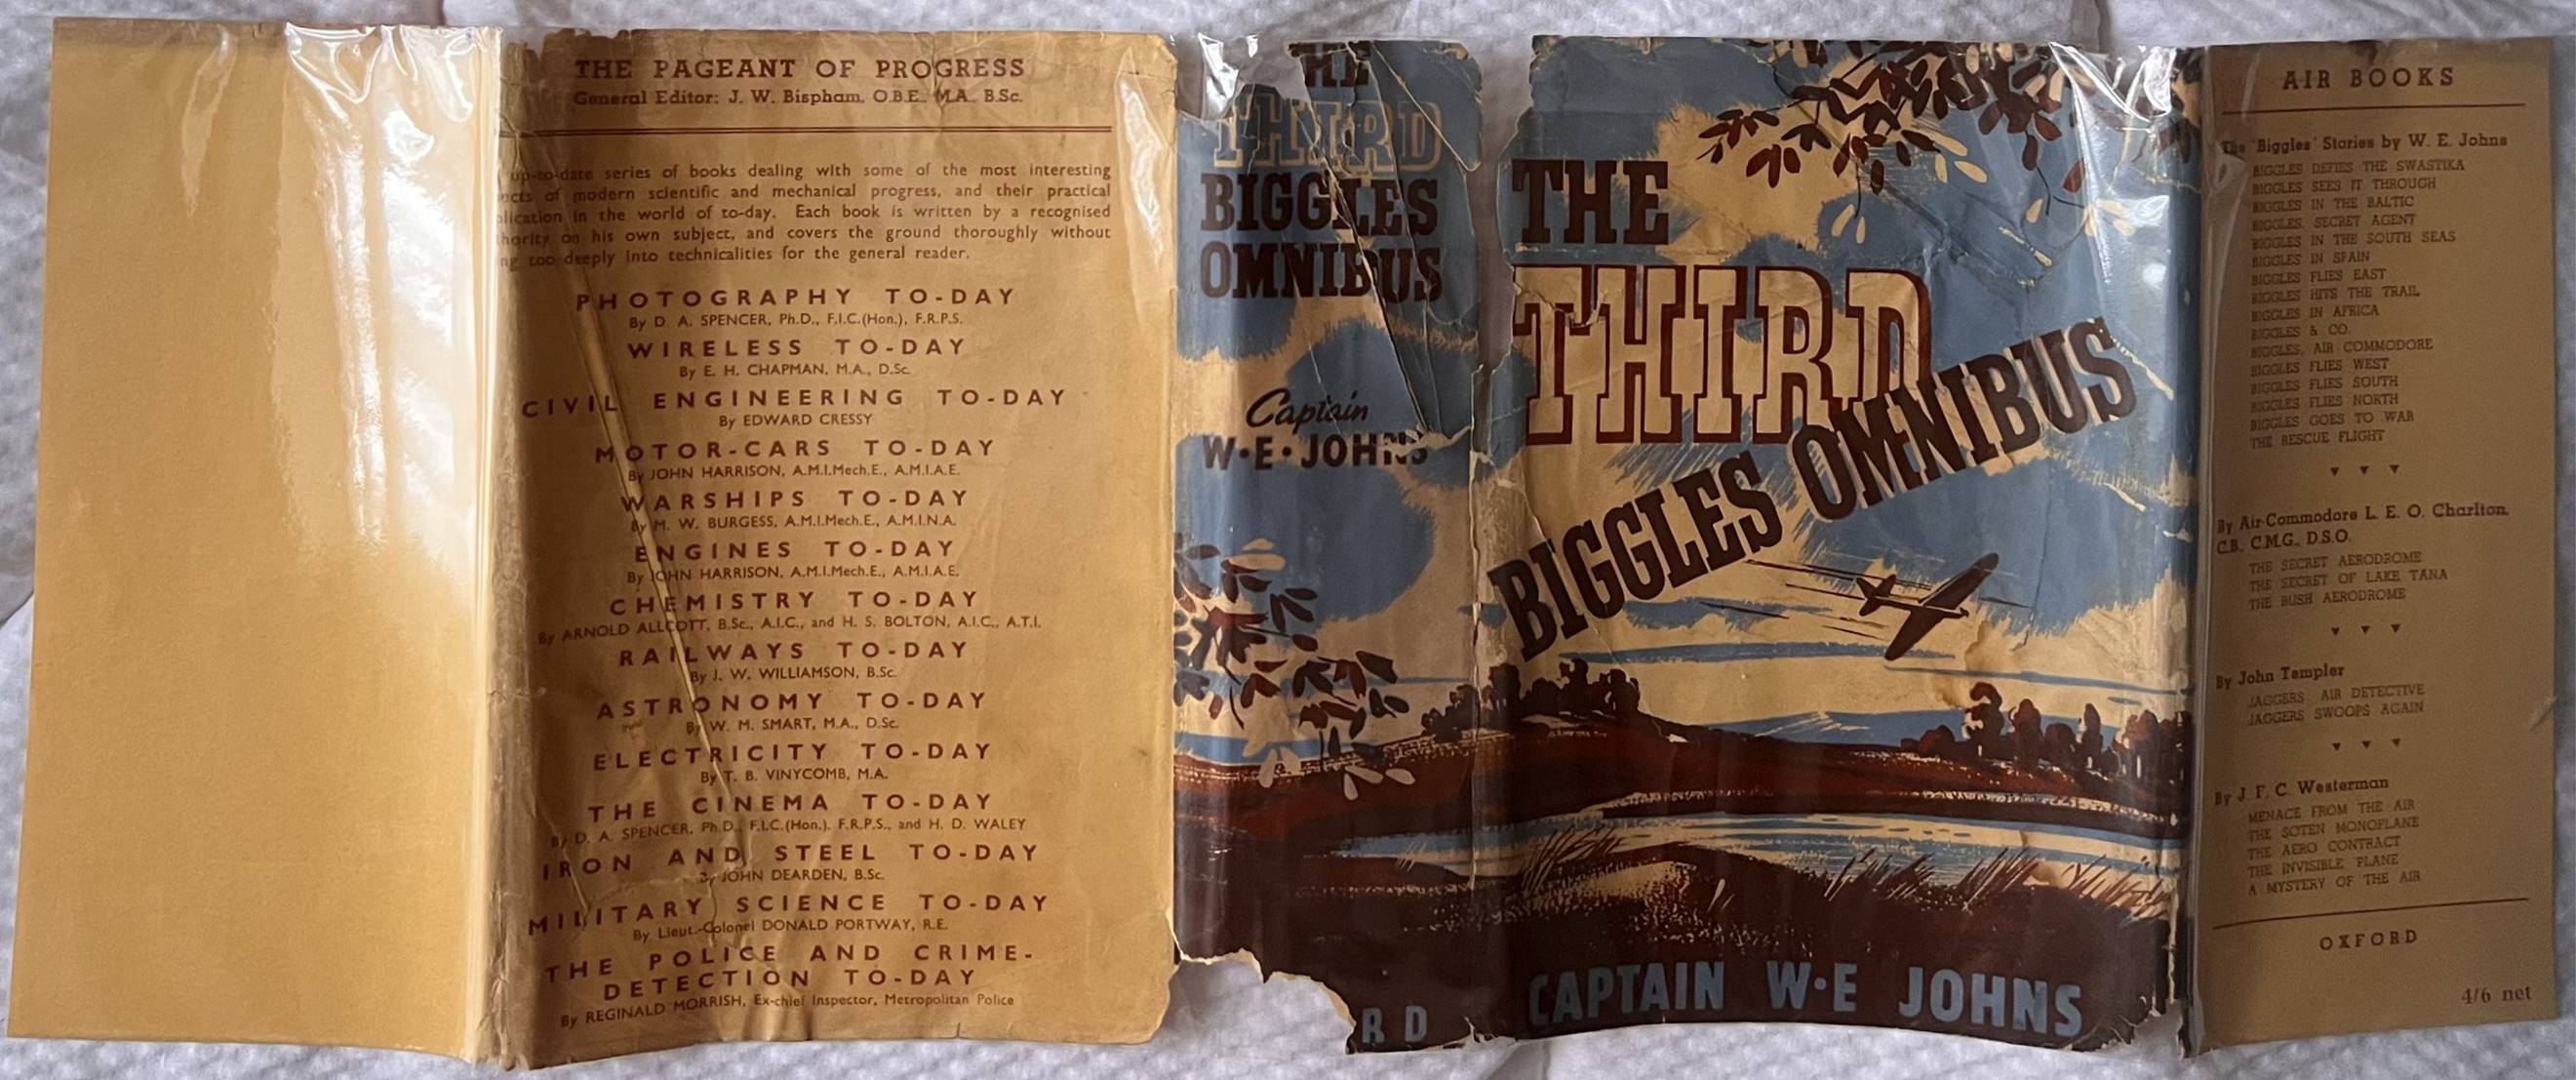 THE PAGEANT OF PROGRESS
General Editor: J. W. Bispham, O.B.E., M.A., B.Sc.
up-to-date series of books dealing with some of the most interesting
of modern scientific and mechanical progress, and their practical
in the world of to-day. Each book is written by a recognised
on his own subject, and covers the ground thoroughly without
too deeply into technicalities for the general reader.
PHOTOGRAPHY TO-DAY
By D. A. SPENCER, Ph.D., F.I.C.(Hon.), F.R.P.S.
WIRELESS TO-DAY
By E. H. CHAPMAN, M.A., D.Sc.
CIVIL ENGINEERING TO-DAY
By EDWARD CRESSY
MOTOR-CARS TO-DAY
By JOHN HARRISON, A.M.I.Mech.E., A.M.I.A.E.
WARSHIPS TO-DAY
By M. W. BURGESS, A.M.I.Mech.E., A.M.I.N.A.
ENGINES TO-DAY
By JOHN HARRISON, A.M.I.Mech.E., A.M.I.A.E.
CHEMISTRY TO-DAY
By ARNOLD ALLCOTT, B.Sc., A.I.C., and H. S. BOLTON, A.I.C., A.T.I.
RAILWAYS TO-DAY
By J. W. WILLIAMSON, B.Sc.
ASTRONOMY TO-DAY
By W. M. SMART, M.A., D.Sc.
ELECTRICITY TO-DAY
By T. B. VINYCOMB, M.A.
THE CINEMA TO-DAY
By D. A. SPENCER, Ph.D., F.I.C.(Hon.), F.R.P.S., and H. D. WALEY
IRON AND STEEL TO-DAY
By JOHN DEARDEN, B.Sc.
MILITARY SCIENCE TO-DAY
By Lieut.-Colonel DONALD PORTWAY, R.E.
THE POLICE AND CRIME-
DETECTION TO-DAY
By REGINALD MORRISH, Ex-chief Inspector, Metropolitan Police
THE
THIRD
BIGGLES
OMNIBUS
Captain
W·E·JOHNS
RD
THE
THIRD
BIGGLES OMNIBUS
CAPTAIN W·E JOHNS
AIR BOOKS
The 'Biggles' Stories by W. E. Johns
BIGGLES DEFIES THE SWASTIKA
BIGGLES SEES IT THROUGH
BIGGLES IN THE BALTIC
BIGGLES, SECRET AGENT
BIGGLES IN THE SOUTH SEAS
BIGGLES IN SPAIN
BIGGLES FLIES EAST
BIGGLES HITS THE TRAIL
BIGGLES IN AFRICA
BIGGLES & CO.
BIGGLES, AIR COMMODORE
BIGGLES FLIES WEST
BIGGLES FLIES SOUTH
BIGGLES FLIES NORTH
BIGGLES GOES TO WAR
THE RESCUE FLIGHT
By Air-Commodore L. E. O. Charlton,
C.B., C.M.G., D.S.O.
THE SECRET AERODROME
THE SECRET OF LAKE TANA
THE BUSH AERODROME
By John Templer
JAGGERS AIR DETECTIVE
JAGGERS SWOOPS AGAIN
By J. F. C. Westerman
MENACE FROM THE AIR
THE SOTEN MONOPLANE
THE AERO CONTRACT
THE INVISIBLE PLANE
A MYSTERY OF THE AIR
OXFORD
4/6 net